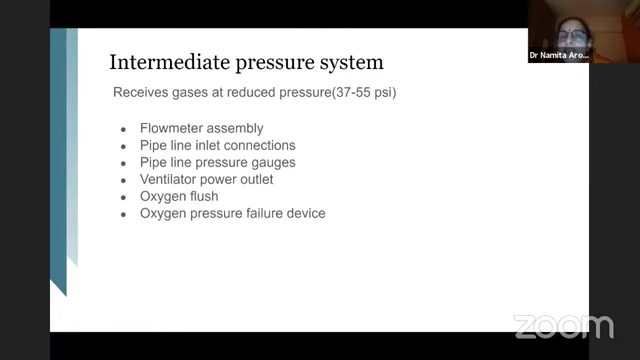 Intermediate pressure system
Receives gases at reduced pressure(37-55 psi)
● Flowmeter assembly
● Pipe line inlet connections
● Pipe line pressure gauges
● Ventilator power outlet
● Oxygen flush
● Oxygen pressure failure device
Dr Namita Aro...
zoom